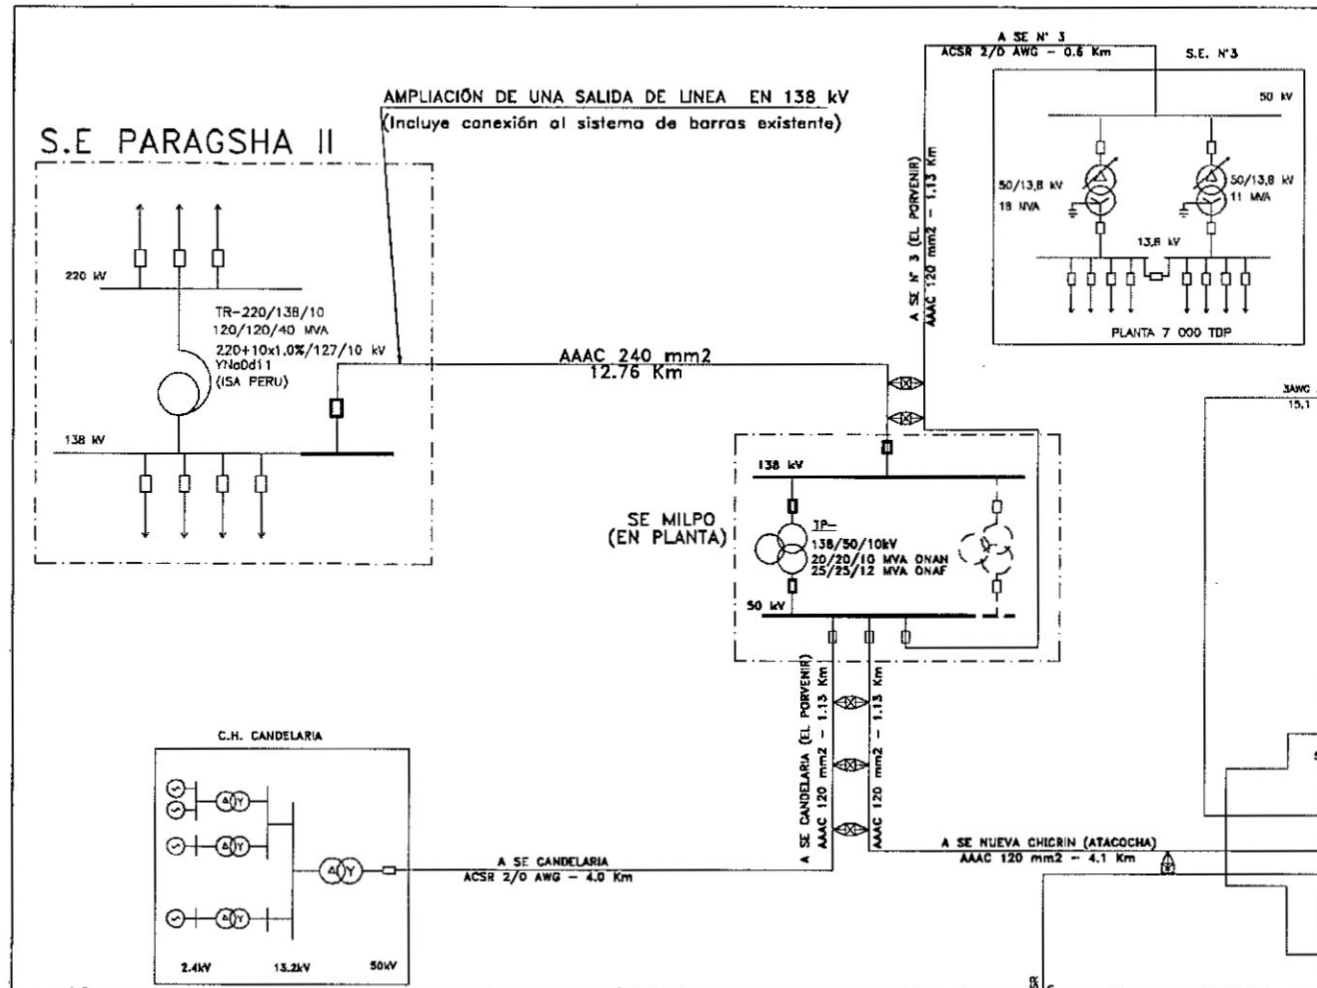 A SE N° 3
ACSR 2/0 AWG - 0.6 Km
S.E. N°3
50 kV
50/13,8 kV
18 MVA
50/13,8 kV
11 MVA
13,8 kV
PLANTA 7 000 TDP
A SE N° 3 (EL PORVENIR)
AAAC 120 mm2 - 1.13 Km
AMPLIACIÓN DE UNA SALIDA DE LINEA EN 138 kV
(Incluye conexión al sistema de barras existente)
S.E PARAGSHA II
220 kV
TR-220/138/10
120/120/40 MVA
220+10x1.0%/127/10 kV
YNa0d11
(ISA PERU)
138 kV
AAAC 240 mm2
12.76 Km
3AWG
15,1
SE MILPO
(EN PLANTA)
138 kV
TP-
138/50/10kV
20/20/10 MVA ONAN
25/25/12 MVA ONAF
50 kV
A SE CANDELARIA (EL PORVENIR)
AAAC 120 mm2 - 1.13 Km
AAAC 120 mm2 - 1.13 Km
C.H. CANDELARIA
2.4kV
13.2kV
50kV
A SE CANDELARIA
ACSR 2/0 AWG - 4.0 Km
A SE NUEVA CHICRIN (ATACOCHA)
AAAC 120 mm2 - 4.1 Km